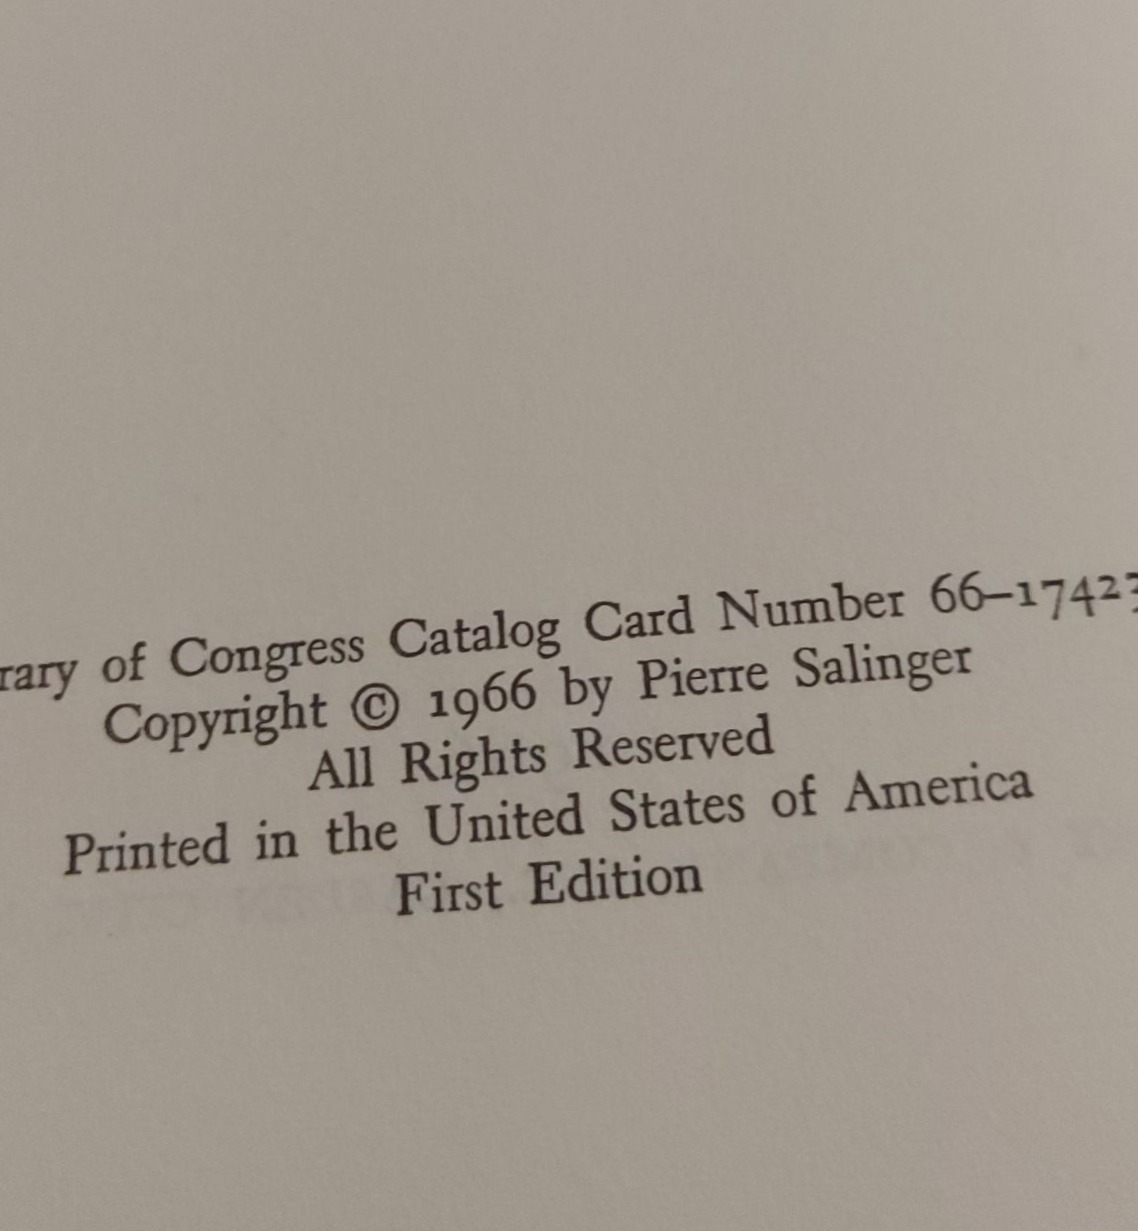 rary of Congress Catalog Card Number 66–17423
Copyright © 1966 by Pierre Salinger
All Rights Reserved
Printed in the United States of America
First Edition